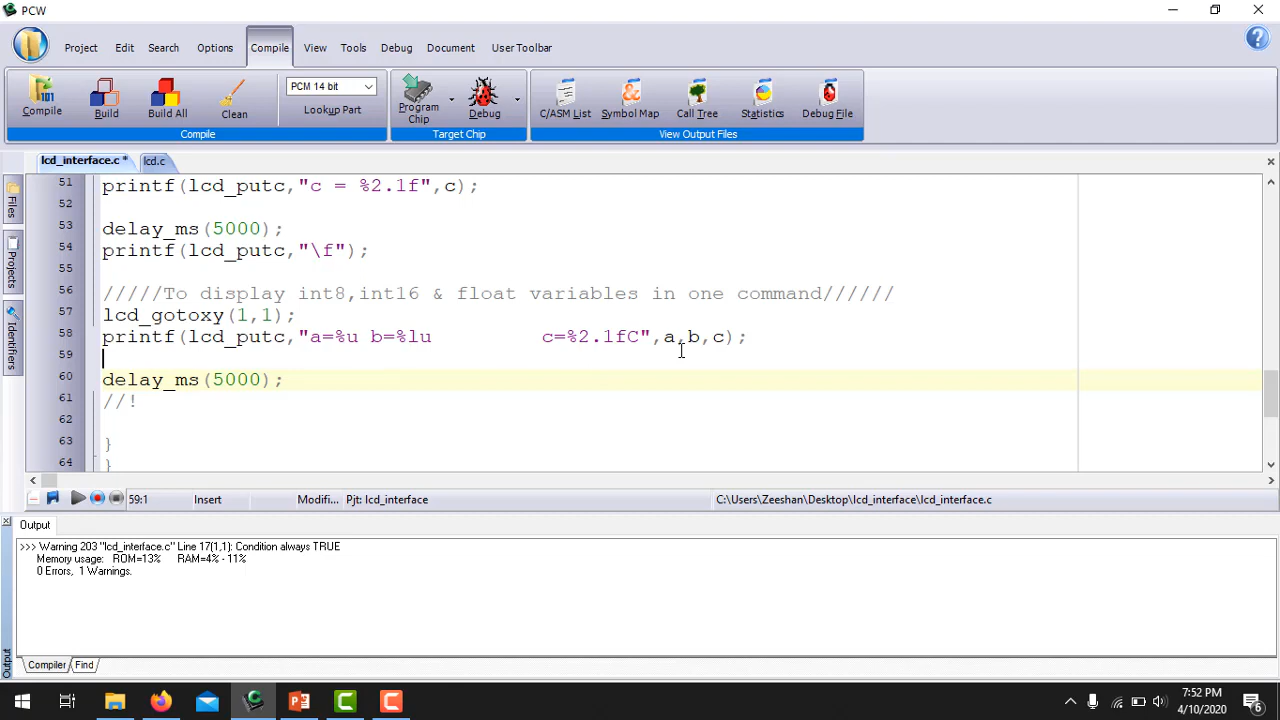 PCW
Project Edit Search Options Compile View Tools Debug Document User Toolbar
PCM 14 bit
Compile Build Build All Clean Lookup Part Program Chip Debug C/ASM List Symbol Map Call Tree Statistics Debug File
Compile Target Chip View Output Files
lcd_interface.c * lcd.c
Files
Projects
Identifiers
51 printf(lcd_putc,"c = %2.1f",c);
52
53 delay_ms(5000);
54 printf(lcd_putc,"\f");
55
56 /////To display int8,int16 & float variables in one command//////
57 lcd_gotoxy(1,1);
58 printf(lcd_putc,"a=%u b=%lu         c=%2.1fC",a,b,c);
59
60 delay_ms(5000);
61 //!
62
63 }
64 }
59:1 Insert Modifi... Pjt: lcd_interface C:\Users\Zeeshan\Desktop\lcd_interface\lcd_interface.c
Output
Output
>>> Warning 203 "lcd_interface.c" Line 17(1,1): Condition always TRUE
Memory usage: ROM=13% RAM=4% - 11%
0 Errors, 1 Warnings.
Compiler Find
7:52 PM
4/10/2020
6